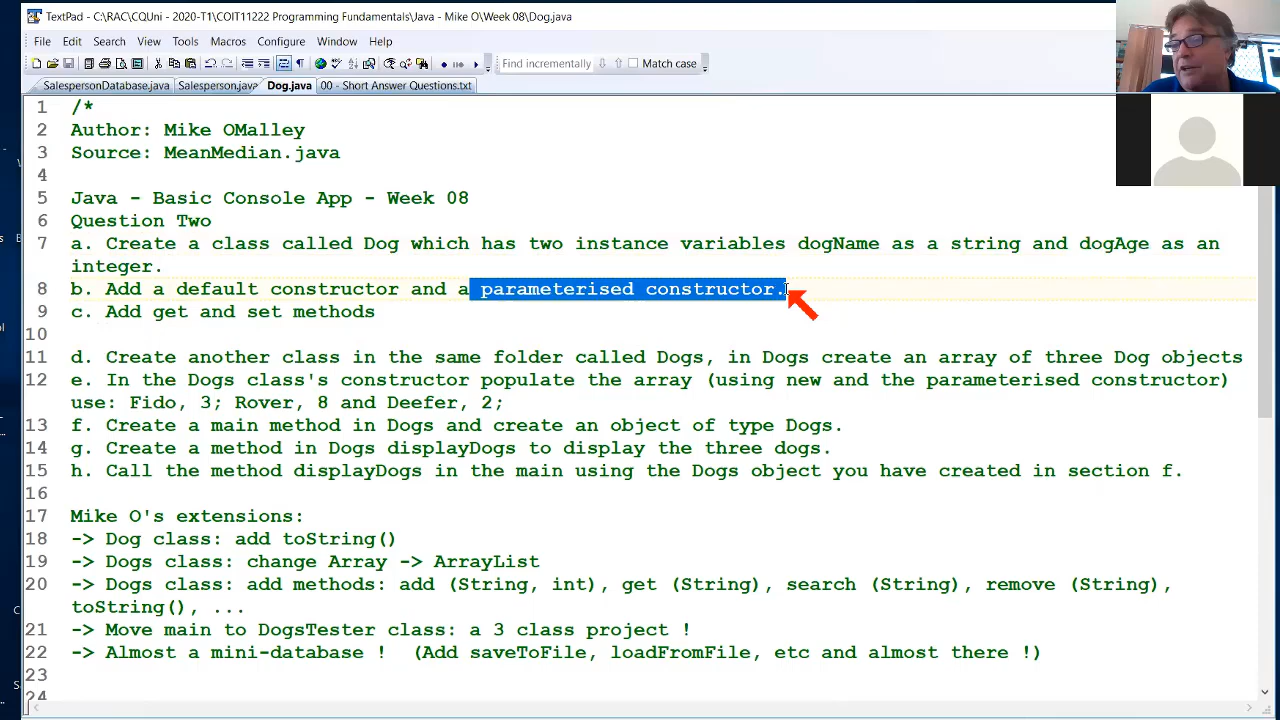 TextPad - C:\RAC\CQUni - 2020-T1\COIT11222 Programming Fundamentals\Java - Mike O\Week 08\Dog.java
File Edit Search View Tools Macros Configure Window Help
Find incrementally Match case
SalespersonDatabase.java Salesperson.java Dog.java 00 - Short Answer Questions.txt
1 /*
2 Author: Mike OMalley
3 Source: MeanMedian.java
4
5 Java - Basic Console App - Week 08
6 Question Two
7 a. Create a class called Dog which has two instance variables dogName as a string and dogAge as an
integer.
8 b. Add a default constructor and a parameterised constructor.
9 c. Add get and set methods
10
11 d. Create another class in the same folder called Dogs, in Dogs create an array of three Dog objects
12 e. In the Dogs class's constructor populate the array (using new and the parameterised constructor)
use: Fido, 3; Rover, 8 and Deefer, 2;
13 f. Create a main method in Dogs and create an object of type Dogs.
14 g. Create a method in Dogs displayDogs to display the three dogs.
15 h. Call the method displayDogs in the main using the Dogs object you have created in section f.
16
17 Mike O's extensions:
18 -> Dog class: add toString()
19 -> Dogs class: change Array -> ArrayList
20 -> Dogs class: add methods: add (String, int), get (String), search (String), remove (String),
toString(), ...
21 -> Move main to DogsTester class: a 3 class project !
22 -> Almost a mini-database ! (Add saveToFile, loadFromFile, etc and almost there !)
23
24